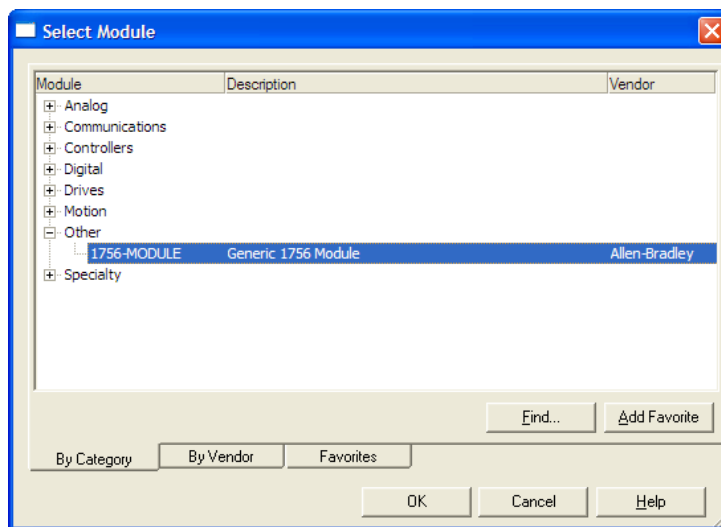 Select Module
Module Description Vendor
Analog
Communications
Controllers
Digital
Drives
Motion
Other
1756-MODULE Generic 1756 Module Allen-Bradley
Specialty
Find... Add Favorite
By Category By Vendor Favorites
OK Cancel Help